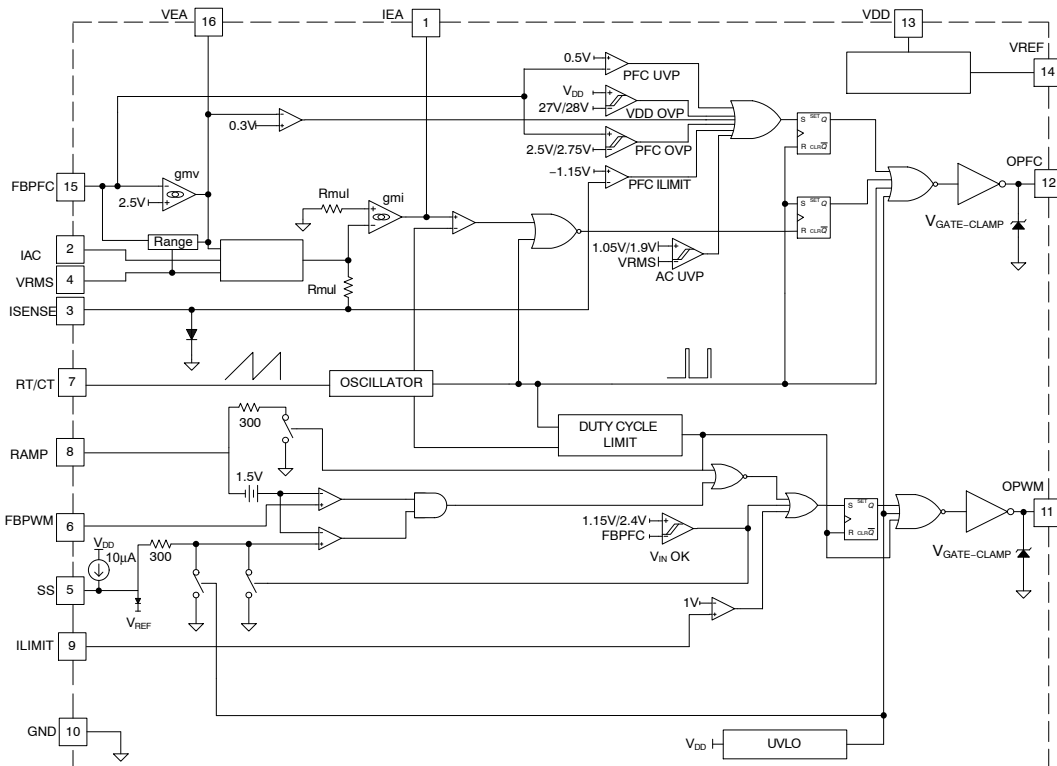 VEA
16
IEA
1
VDD
13
VREF
14
0.5V
PFC UVP
VDD
27V/28V
VDD OVP
0.3V
2.5V/2.75V
PFC OVP
-1.15V
PFC ILIMIT
S SET Q
R CLR Q
FBPFC
15
gmv
2.5V
OPFC
12
VGATE-CLAMP
Rmul
gmi
S SET Q
R CLR Q
Range
IAC
2
VRMS
4
1.05V/1.9V
VRMS
AC UVP
Rmul
ISENSE
3
RT/CT
7
OSCILLATOR
300
DUTY CYCLE
LIMIT
RAMP
8
1.5V
OPWM
11
S SET Q
R CLR Q
FBPWM
6
1.15V/2.4V
FBPFC
VIN OK
VGATE-CLAMP
VDD
10μA
300
SS
5
VREF
1V
ILIMIT
9
GND
10
VDD
UVLO